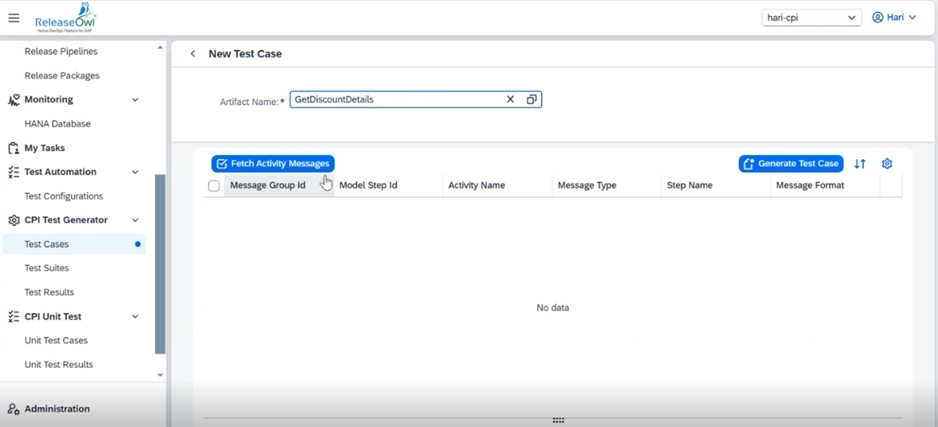 ReleaseOwl
Native DevOps Platform for SAP
hari-cpi
Hari
Release Pipelines
Release Packages
Monitoring
HANA Database
My Tasks
Test Automation
Test Configurations
CPI Test Generator
Test Cases
Test Suites
Test Results
CPI Unit Test
Unit Test Cases
Unit Test Results
Administration
New Test Case
Artifact Name:* GetDiscountDetails
Fetch Activity Messages Generate Test Case
Message Group Id Model Step Id Activity Name Message Type Step Name Message Format
No data